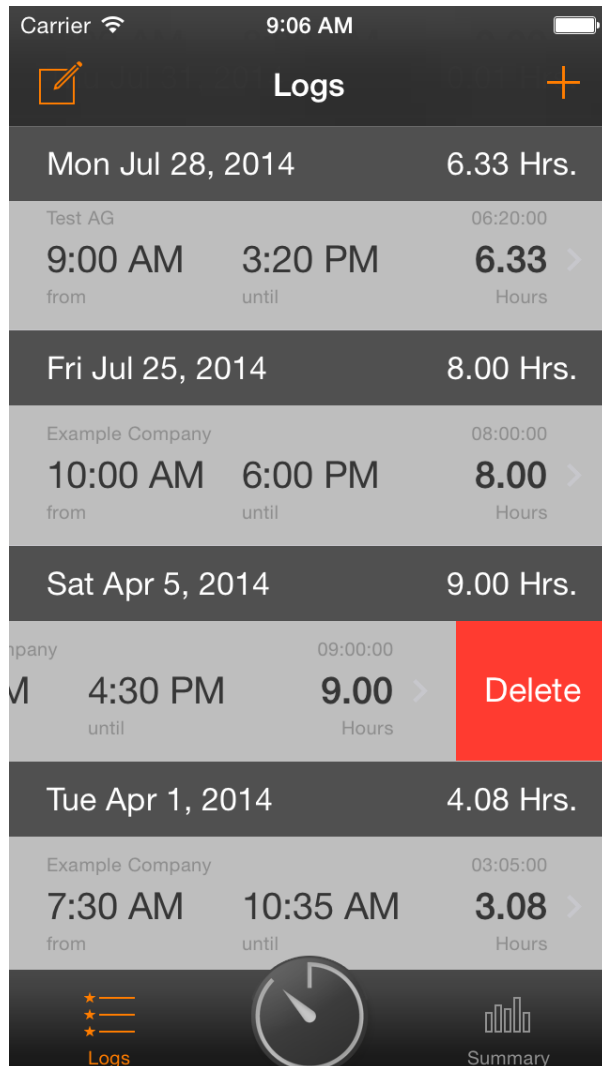 Carrier 9:06 AM
Logs
Mon Jul 28, 2014 6.33 Hrs.
Test AG 06:20:00
9:00 AM 3:20 PM 6.33
from until Hours
Fri Jul 25, 2014 8.00 Hrs.
Example Company 08:00:00
10:00 AM 6:00 PM 8.00
from until Hours
Sat Apr 5, 2014 9.00 Hrs.
mpany 09:00:00
M 4:30 PM 9.00 Delete
until Hours
Tue Apr 1, 2014 4.08 Hrs.
Example Company 03:05:00
7:30 AM 10:35 AM 3.08
from until Hours
Logs Summary